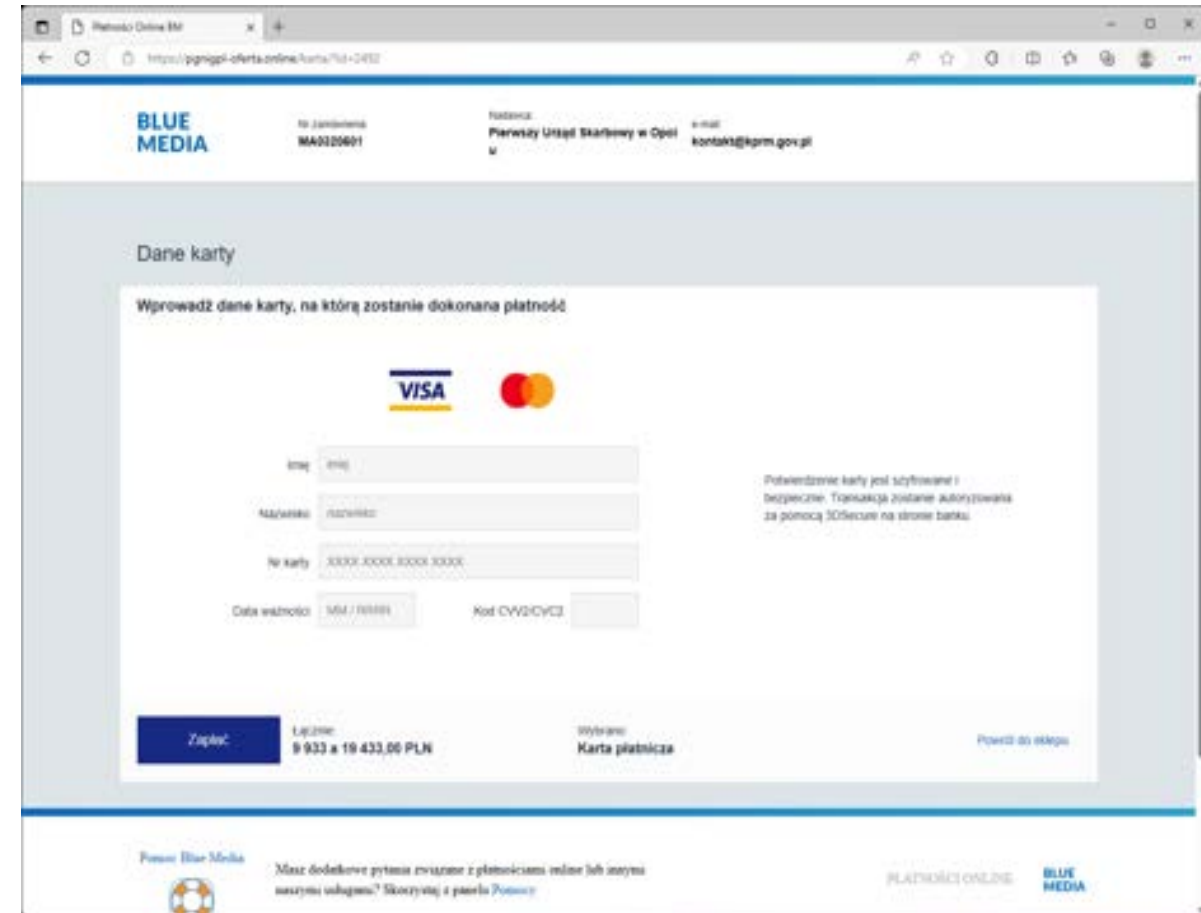 Płatności Online BM
https://pgnigpl-oferta.online/karta/?id=2492
BLUE
MEDIA
Nr zamówienia:
MA0320601
Nadawca:
Pierwszy Urząd Skarbowy w Opol
u
e-mail:
kontakt@kprm.gov.pl
Dane karty
Wprowadź dane karty, na którą zostanie dokonana płatność
VISA
Imię
imię
Nazwisko
nazwisko
Nr karty
XXXX XXXX XXXX XXXX
Data ważności
MM / RRRR
Kod CVV2/CVC2
Potwierdzenie karty jest szyfrowane i
bezpieczne. Transakcja zostanie autoryzowana
za pomocą 3DSecure na stronie banku.
Zapłać
Łącznie:
9 933 a 19 433,00 PLN
Wybrano:
Karta płatnicza
Powrót do sklepu
Pomoc Blue Media
Masz dodatkowe pytania związane z płatnościami online lub innymi
naszymi usługami? Skorzystaj z panelu Pomocy
PŁATNOŚCI ONLINE
BLUE
MEDIA